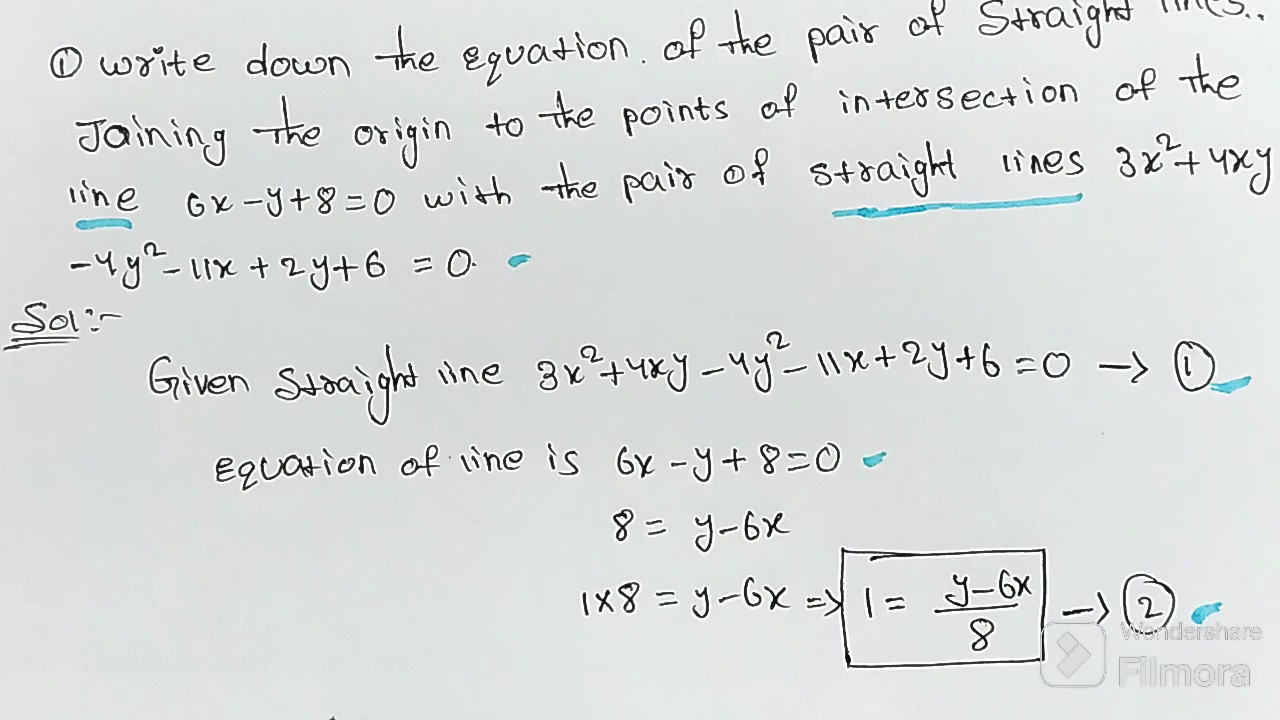 ① write down the equation. of the pair of straight lines..
Joining the origin to the points of intersection of the
line 6x-y+8=0 with the pair of straight lines 3x²+4xy
-4y²-11x+2y+6 = 0.
Sol:-
Given straight line 3x²+4xy-4y²-11x+2y+6=0 → ①
equation of line is 6x-y+8=0
8= y-6x
1x8 = y-6x => 1= y-6x/8 → ②
Wondershare
Filmora